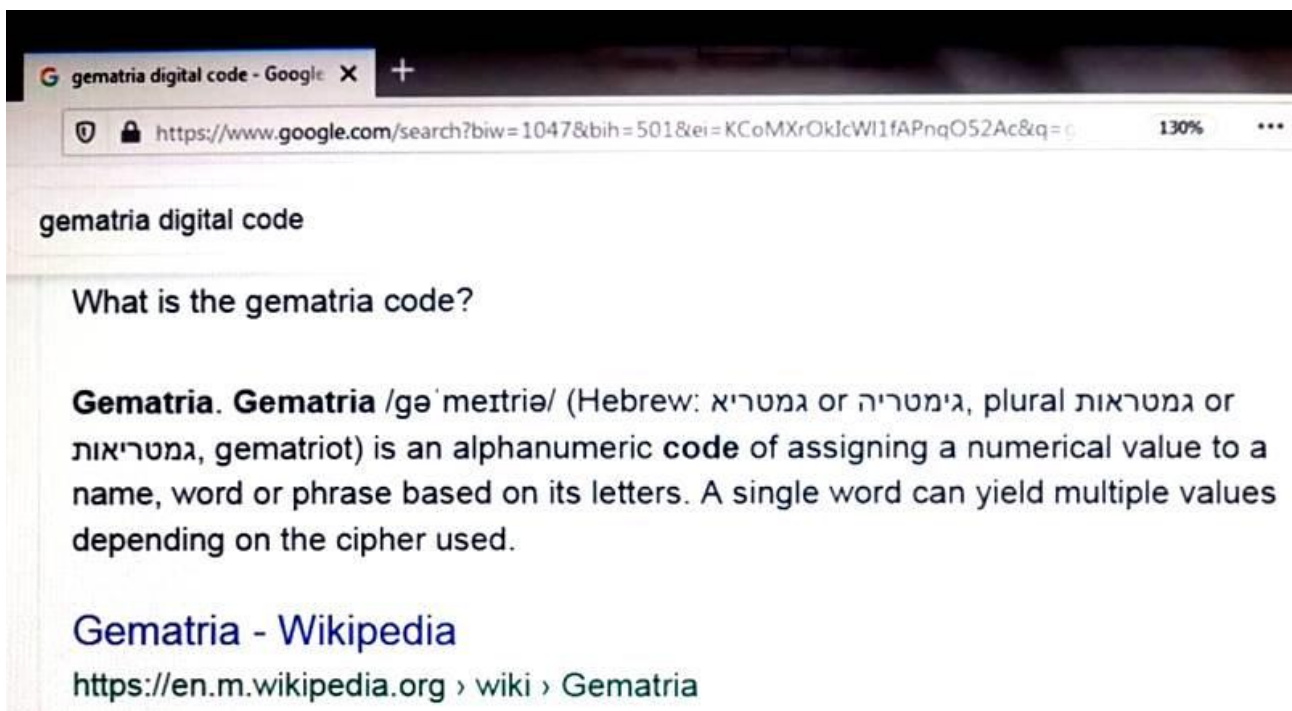 gematria digital code - Google
https://www.google.com/search?biw=1047&bih=501&ei=KCoMXrOkIcWI1fAPnqO52Ac&q=g 130%
gematria digital code
What is the gematria code?
Gematria. Gematria /ɡəˈmeɪtriə/ (Hebrew: גמטריא or גימטריה, plural גמטראות or
גמטריאות, gematriot) is an alphanumeric code of assigning a numerical value to a
name, word or phrase based on its letters. A single word can yield multiple values
depending on the cipher used.
Gematria - Wikipedia
https://en.m.wikipedia.org › wiki › Gematria